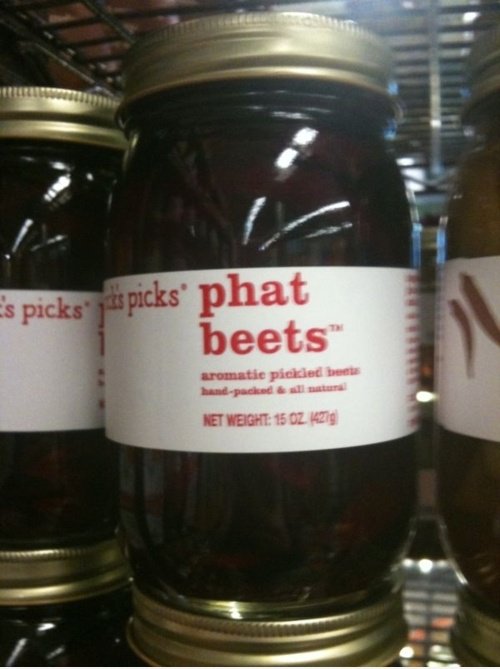 's picks®
ck's picks®
phat
beets™
aromatic pickled beets
hand-packed & all natural
NET WEIGHT: 15 OZ. (427g)